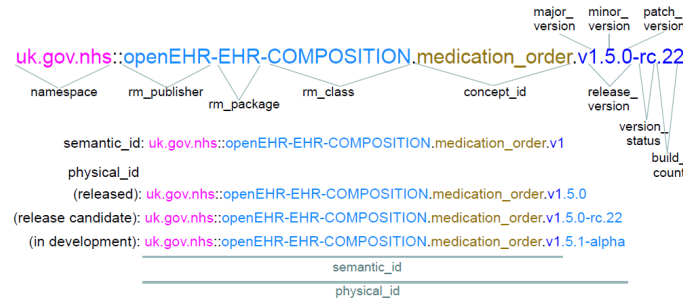 major_ minor_ patch_
version version version
uk.gov.nhs::openEHR-EHR-COMPOSITION.medication_order.v1.5.0-rc.22
namespace rm_publisher rm_class concept_id release_
rm_package version
version_
status
build_
count
semantic_id: uk.gov.nhs::openEHR-EHR-COMPOSITION.medication_order.v1
physical_id
(released): uk.gov.nhs::openEHR-EHR-COMPOSITION.medication_order.v1.5.0
(release candidate): uk.gov.nhs::openEHR-EHR-COMPOSITION.medication_order.v1.5.0-rc.22
(in development): uk.gov.nhs::openEHR-EHR-COMPOSITION.medication_order.v1.5.1-alpha
semantic_id
physical_id